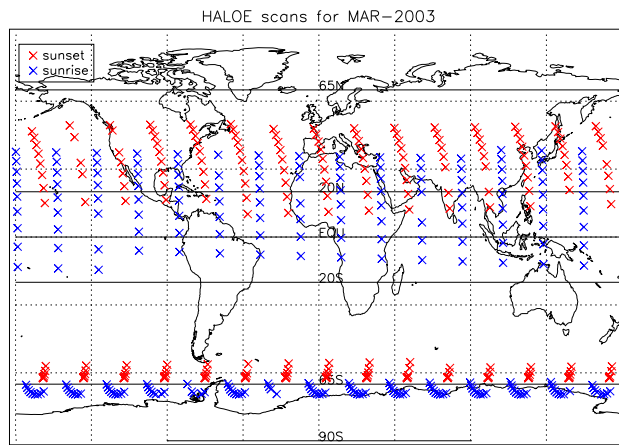 HALOE scans for MAR-2003
sunset
sunrise
65N
20N
EQU
20S
65S
90S